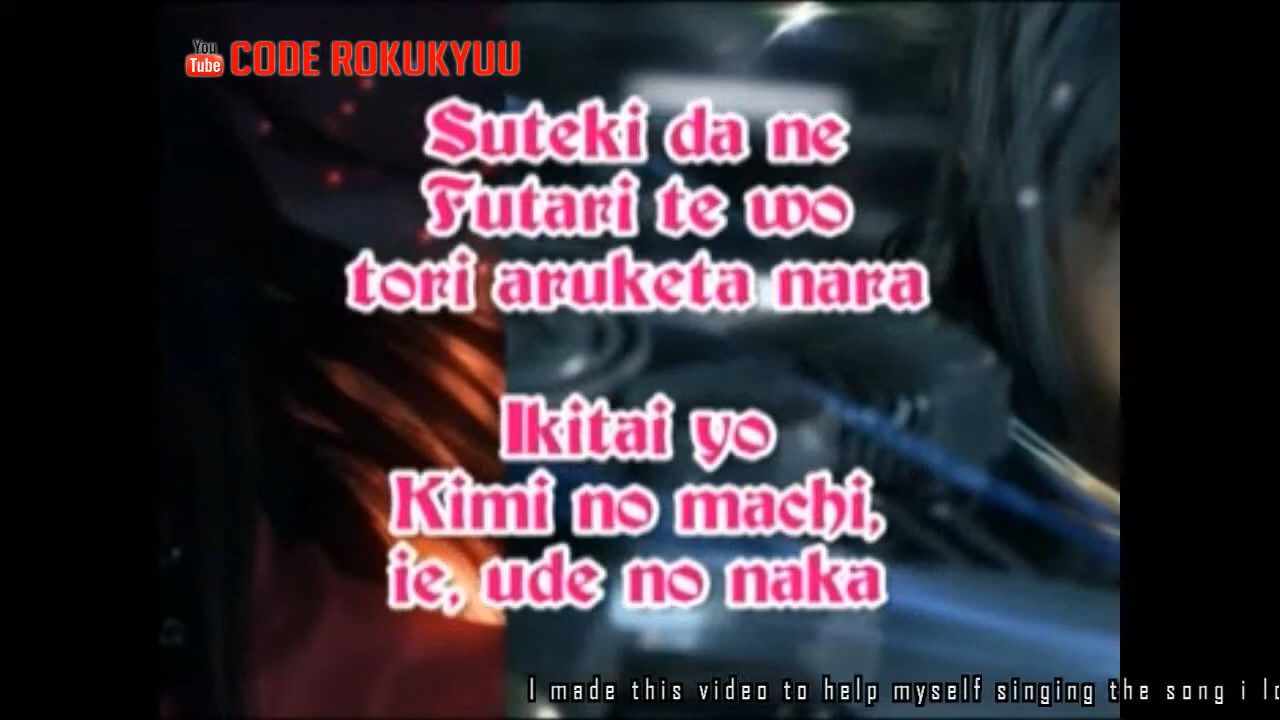 You Tube CODE ROKUKYUU
Suteki da ne
Futari te wo
tori aruketa nara
Ikitai yo
Kimi no machi,
ie, ude no naka
I made this video to help myself singing the song i lo